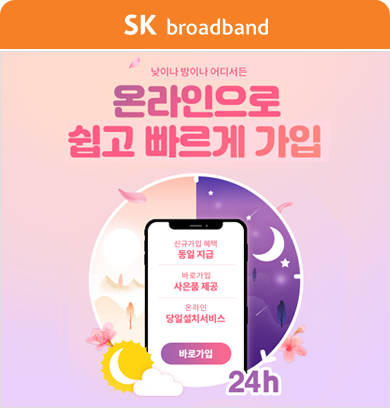 SK broadband
낮이나 밤이나 어디서든
온라인으로
쉽고 빠르게 가입
신규가입 혜택
동일 지급
바로가입
사은품 제공
온라인
당일설치서비스
바로가입
24h